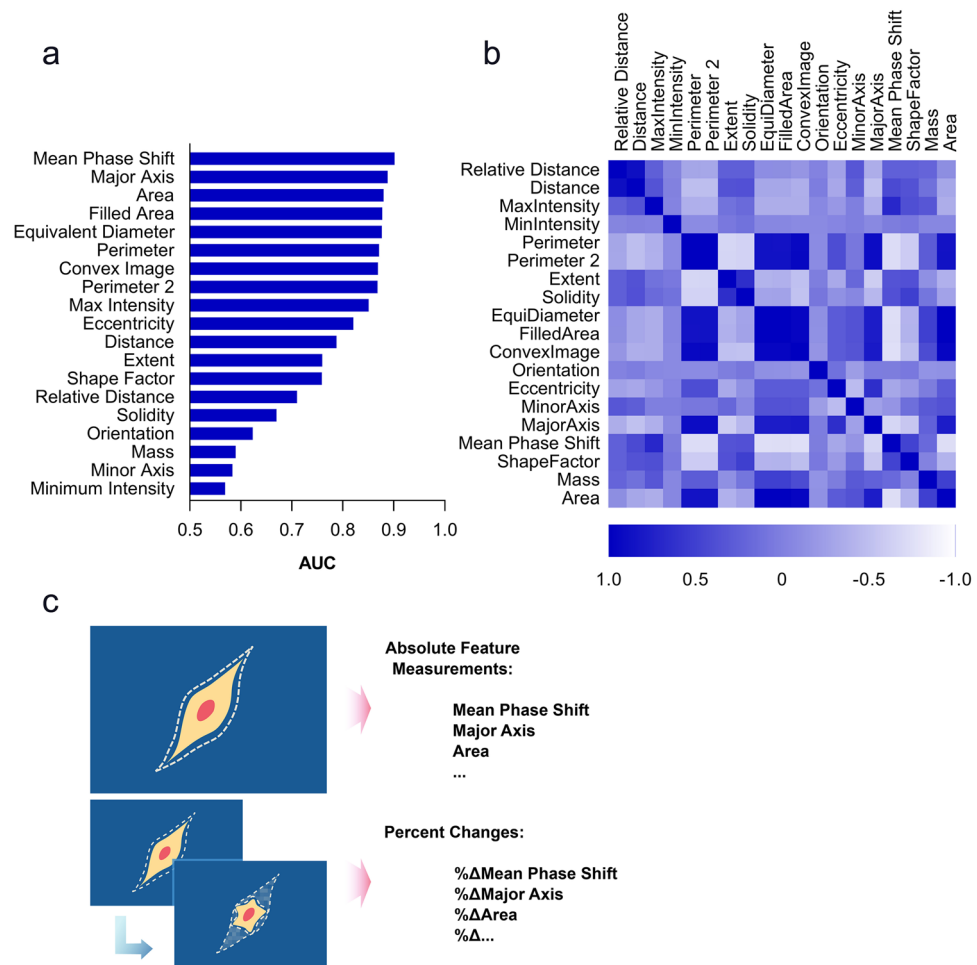 a
Mean Phase Shift
Major Axis
Area
Filled Area
Equivalent Diameter
Perimeter
Convex Image
Perimeter 2
Max Intensity
Eccentricity
Distance
Extent
Shape Factor
Relative Distance
Solidity
Orientation
Mass
Minor Axis
Minimum Intensity
0.5 0.6 0.7 0.8 0.9 1.0
AUC
b
Relative Distance
Distance
MaxIntensity
MinIntensity
Perimeter
Perimeter 2
Extent
Solidity
EquiDiameter
FilledArea
ConvexImage
Orientation
Eccentricity
MinorAxis
MajorAxis
Mean Phase Shift
ShapeFactor
Mass
Area
Relative Distance
Distance
MaxIntensity
MinIntensity
Perimeter
Perimeter 2
Extent
Solidity
EquiDiameter
FilledArea
ConvexImage
Orientation
Eccentricity
MinorAxis
MajorAxis
Mean Phase Shift
ShapeFactor
Mass
Area
1.0 0.5 0 -0.5 -1.0
c
Absolute Feature
Measurements:
Mean Phase Shift
Major Axis
Area
...
Percent Changes:
%ΔMean Phase Shift
%ΔMajor Axis
%ΔArea
%Δ...